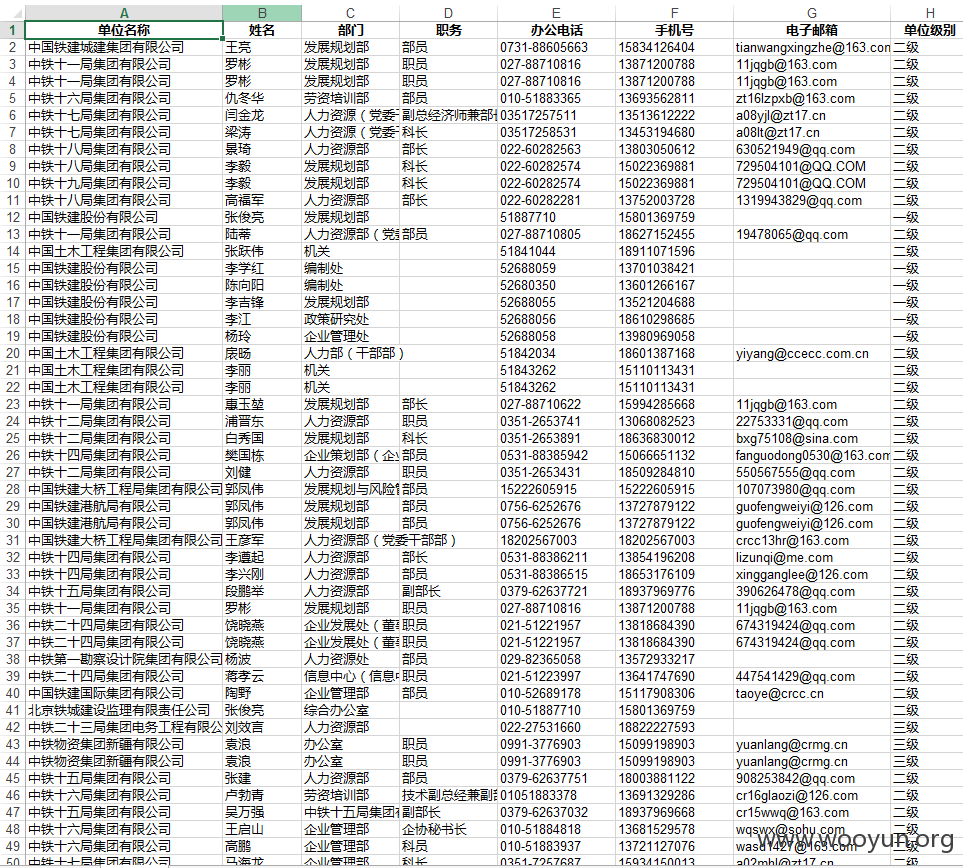 A B C D E F G H
1 单位名称 姓名 部门 职务 办公电话 手机号 电子邮箱 单位级别
2 中国铁建城建集团有限公司 王亮 发展规划部 部员 0731-88605663 15834126404 tianwangxingzhe@163.con 二级
3 中铁十一局集团有限公司 罗彬 发展规划部 职员 027-88710816 13871200788 11jqgb@163.com 二级
4 中铁十一局集团有限公司 罗彬 发展规划部 职员 027-88710816 13871200788 11jqgb@163.com 二级
5 中铁十六局集团有限公司 仇冬华 劳资培训部 部员 010-51883365 13693562811 zt16lzpxb@163.com 二级
6 中铁十七局集团有限公司 闫金龙 人力资源（党委 副总经济师兼部 03517257511 13513612222 a08yjl@zt17.cn 二级
7 中铁十七局集团有限公司 梁涛 人力资源（党委 科长 03517258531 13453194680 a08lt@zt17.cn 二级
8 中铁十八局集团有限公司 景琦 人力资源部 部长 022-60282563 13803050612 630521949@qq.com 二级
9 中铁十八局集团有限公司 李毅 发展规划部 科长 022-60282574 15022369881 729504101@QQ.COM 二级
10 中铁十九局集团有限公司 李毅 发展规划部 科长 022-60282574 15022369881 729504101@QQ.COM 二级
11 中铁十八局集团有限公司 高福军 人力资源部 部长 022-60282281 13752003728 1319943829@qq.com 二级
12 中国铁建股份有限公司 张俊亮 发展规划部 51887710 15801369759 一级
13 中铁十一局集团有限公司 陆蒂 人力资源部（党 部员 027-88710805 18627152455 19478065@qq.com 二级
14 中国土木工程集团有限公司 张跃伟 机关 51841044 18911071596 二级
15 中国铁建股份有限公司 李学红 编制处 52688059 13701038421 一级
16 中国铁建股份有限公司 陈向阳 编制处 52680350 13601266167 一级
17 中国铁建股份有限公司 李吉锋 发展规划部 52688055 13521204688 一级
18 中国铁建股份有限公司 李江 政策研究处 52688056 18610298685 一级
19 中国铁建股份有限公司 杨玲 企业管理处 52688058 13980969058 一级
20 中国土木工程集团有限公司 人力部（干部部） 51842034 18601387168 yiyang@ccecc.com.cn 二级
21 中国土木工程集团有限公司 李丽 机关 51843262 15110113431 二级
22 中国土木工程集团有限公司 李丽 机关 51843262 15110113431 二级
23 中铁十一局集团有限公司 惠玉堃 发展规划部 部长 027-88710622 15994285668 11jqgb@163.com 二级
24 中铁十二局集团有限公司 浦晋东 人力资源部 职员 0351-2653741 13068082523 22753331@qq.com 二级
25 中铁十二局集团有限公司 白秀国 发展规划部 科长 0351-2653891 18636830012 bxg75108@sina.com 二级
26 中铁十四局集团有限公司 樊国栋 企业策划部（企 部员 0531-88385942 15066651132 fanguodong0530@163.com 二级
27 中铁十二局集团有限公司 刘健 人力资源部 职员 0351-2653431 18509284810 550567555@qq.com 二级
28 中国铁建大桥工程局集团有限公司 郭凤伟 发展规划与风险 部员 15222605915 15222605915 107073980@qq.com 二级
29 中国铁建港航局有限公司 郭凤伟 发展规划部 部员 0756-6252676 13727879122 guofengweiyi@126.com 二级
30 中国铁建港航局有限公司 郭凤伟 发展规划部 部员 0756-6252676 13727879122 guofengweiyi@126.com 二级
31 中国铁建大桥工程局集团有限公司 王彦军 人力资源部（党委干部部） 18202567003 18202567003 crcc13hr@163.com 二级
32 中铁十四局集团有限公司 李遵起 人力资源部 部长 0531-88386211 13854196208 lizunqi@me.com 二级
33 中铁十四局集团有限公司 李兴刚 人力资源部 部员 0531-88386515 18653176109 xingganglee@126.com 二级
34 中铁十五局集团有限公司 段鹏举 人力资源部 副部长 0379-62637721 18937969776 390626478@qq.com 二级
35 中铁十一局集团有限公司 罗彬 发展规划部 职员 027-88710816 13871200788 11jqgb@163.com 二级
36 中铁二十四局集团有限公司 饶晓燕 企业发展处（董 职员 021-51221957 13818684390 674319424@qq.com 二级
37 中铁二十四局集团有限公司 饶晓燕 企业发展处（董 职员 021-51221957 13818684390 674319424@qq.com 二级
38 中铁第一勘察设计院集团有限公司 杨波 人力资源处 部员 029-82365058 13572933217 二级
39 中铁二十四局集团有限公司 蒋孝云 信息中心（信息 职员 021-51223997 13641747690 447541429@qq.com 二级
40 中国铁建国际集团有限公司 陶野 企业管理部 部员 010-52689178 15117908306 taoye@crcc.cn 二级
41 北京铁城建设监理有限责任公司 张俊亮 综合办公室 010-51887710 15801369759 二级
42 中铁二十三局集团电务工程有限公 刘效言 人力资源部 022-27531660 18822227593 三级
43 中铁物资集团新疆有限公司 袁浪 办公室 职员 0991-3776903 15099198903 yuanlang@crmg.cn 三级
44 中铁物资集团新疆有限公司 袁浪 办公室 职员 0991-3776903 15099198903 yuanlang@crmg.cn 三级
45 中铁十五局集团有限公司 张建 人力资源部 部员 0379-62637751 18003881122 908253842@qq.com 二级
46 中铁十六局集团有限公司 卢勃青 劳资培训部 技术副总经兼副 01051883378 13691329286 cr16glaozi@126.com 二级
47 中铁十五局集团有限公司 吴万强 中铁十五局集团 副部长 0379-62637032 18937969668 cr15wwq@163.com 二级
48 中铁十六局集团有限公司 王启山 企业管理部 企协秘书长 010-51884818 13681529578 wqswx@sohu.com 二级
49 中铁十六局集团有限公司 高鹏 企业管理部 科员 010-51883937 13721127076 二级
50 中铁十七局集团有限公司 马海龙 企业管理部 科长 0351-7257687 15934150013 a02mhl@zt17.cn 二级
www.wooyun.org